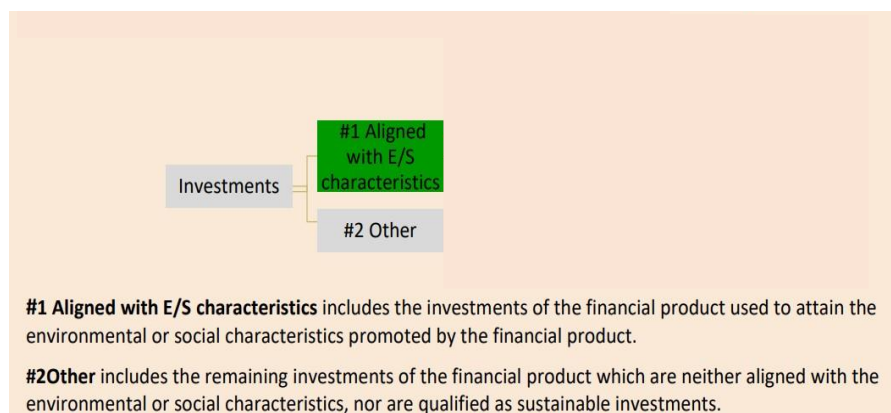 #1 Aligned
with E/S
characteristics
Investments
#2 Other
#1 Aligned with E/S characteristics includes the investments of the financial product used to attain the
environmental or social characteristics promoted by the financial product.
#2Other includes the remaining investments of the financial product which are neither aligned with the
environmental or social characteristics, nor are qualified as sustainable investments.